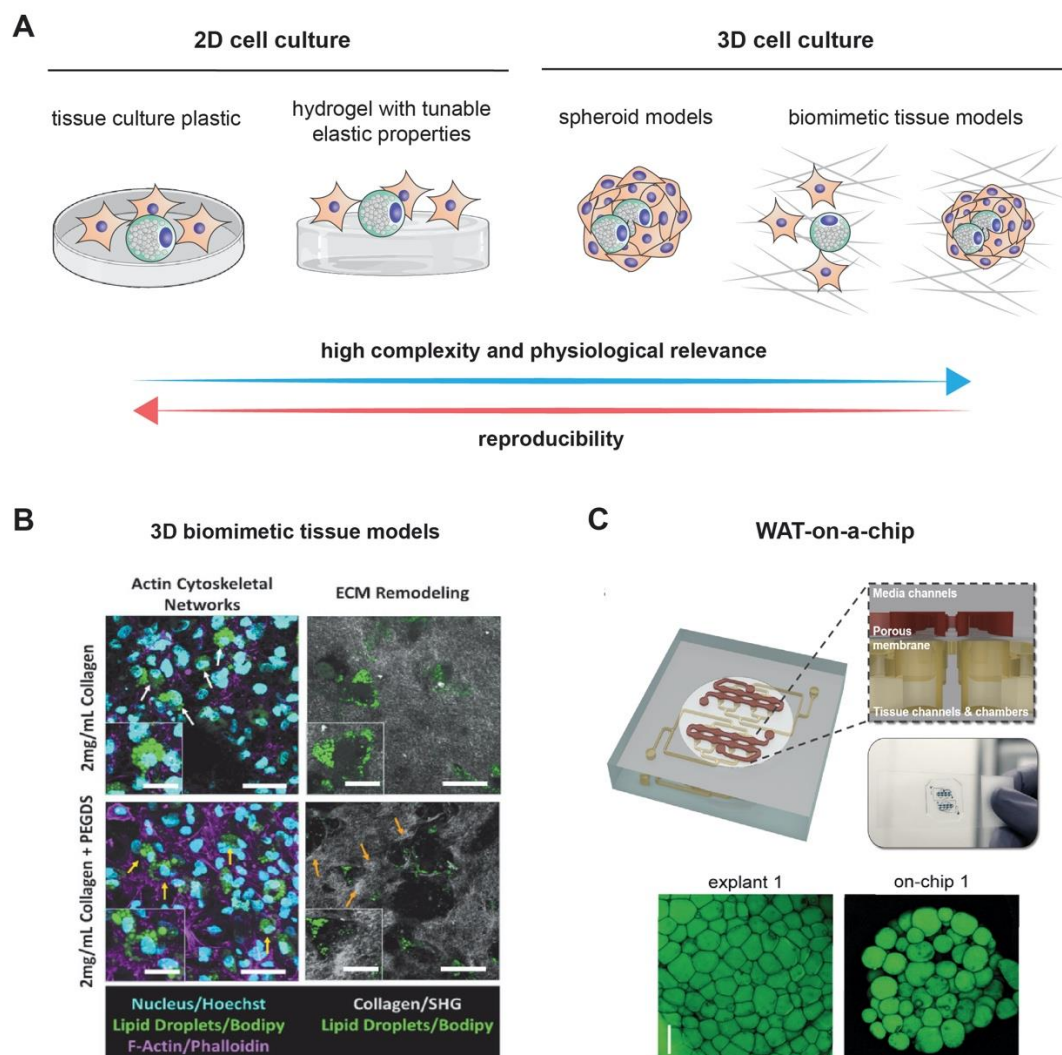 A
2D cell culture
3D cell culture
tissue culture plastic
hydrogel with tunable
elastic properties
spheroid models
biomimetic tissue models
high complexity and physiological relevance
reproducibility
B
3D biomimetic tissue models
Actin Cytoskeletal
Networks
ECM Remodeling
2mg/mL Collagen
2mg/mL Collagen + PEGDS
Nucleus/Hoechst
Lipid Droplets/Bodipy
F-Actin/Phalloidin
Collagen/SHG
Lipid Droplets/Bodipy
C
WAT-on-a-chip
Media channels
Porous
membrane
Tissue channels & chambers
explant 1
on-chip 1